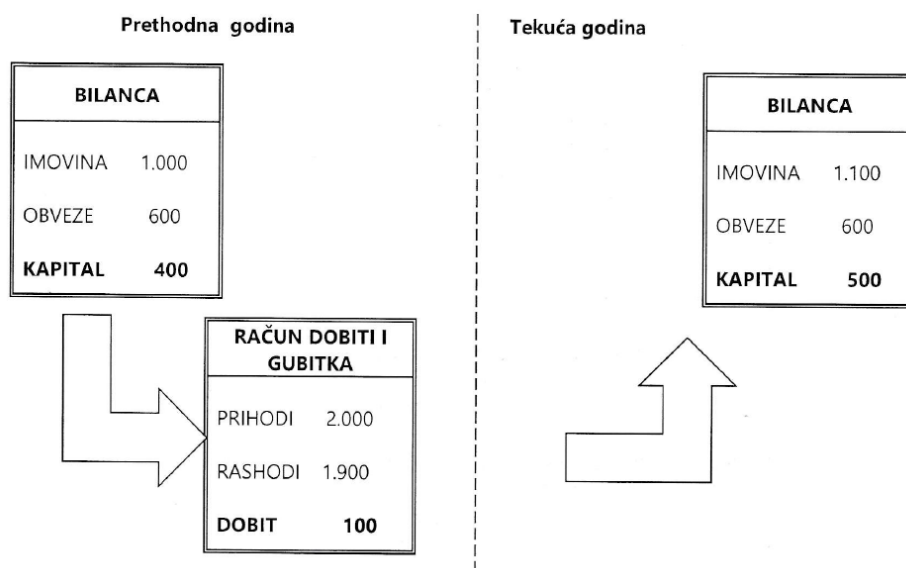 Prethodna godina
Tekuća godina
BILANCA
IMOVINA 1.000
OBVEZE 600
KAPITAL 400
RAČUN DOBITI I
GUBITKA
PRIHODI 2.000
RASHODI 1.900
DOBIT 100
BILANCA
IMOVINA 1.100
OBVEZE 600
KAPITAL 500